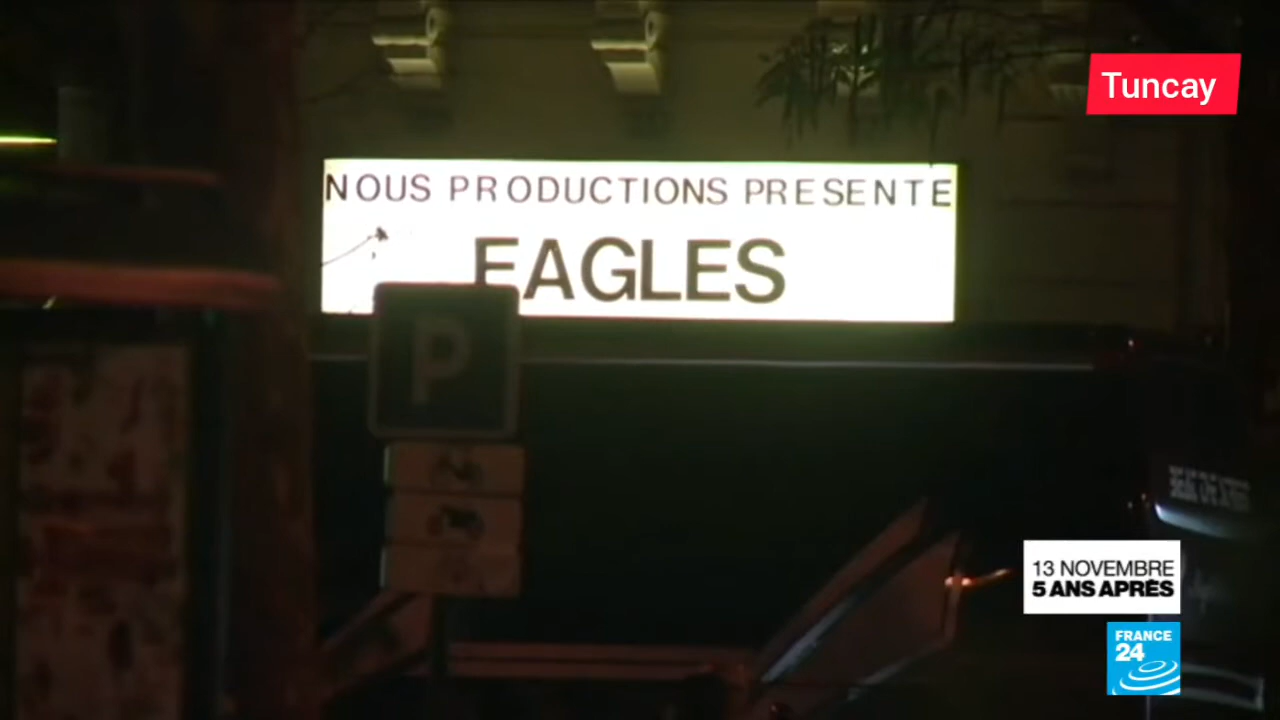 Tuncay
NOUS PRODUCTIONS PRESENTE
EAGLES
P
13 NOVEMBRE
5 ANS APRÈS
FRANCE
24